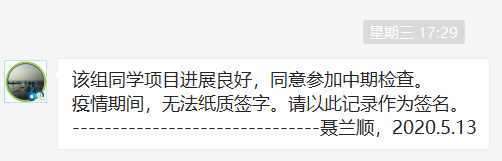 星期三 17:29
该组同学项目进展良好，同意参加中期检查。
疫情期间，无法纸质签字。请以此记录作为签名。
-------------------------------聂兰顺，2020.5.13